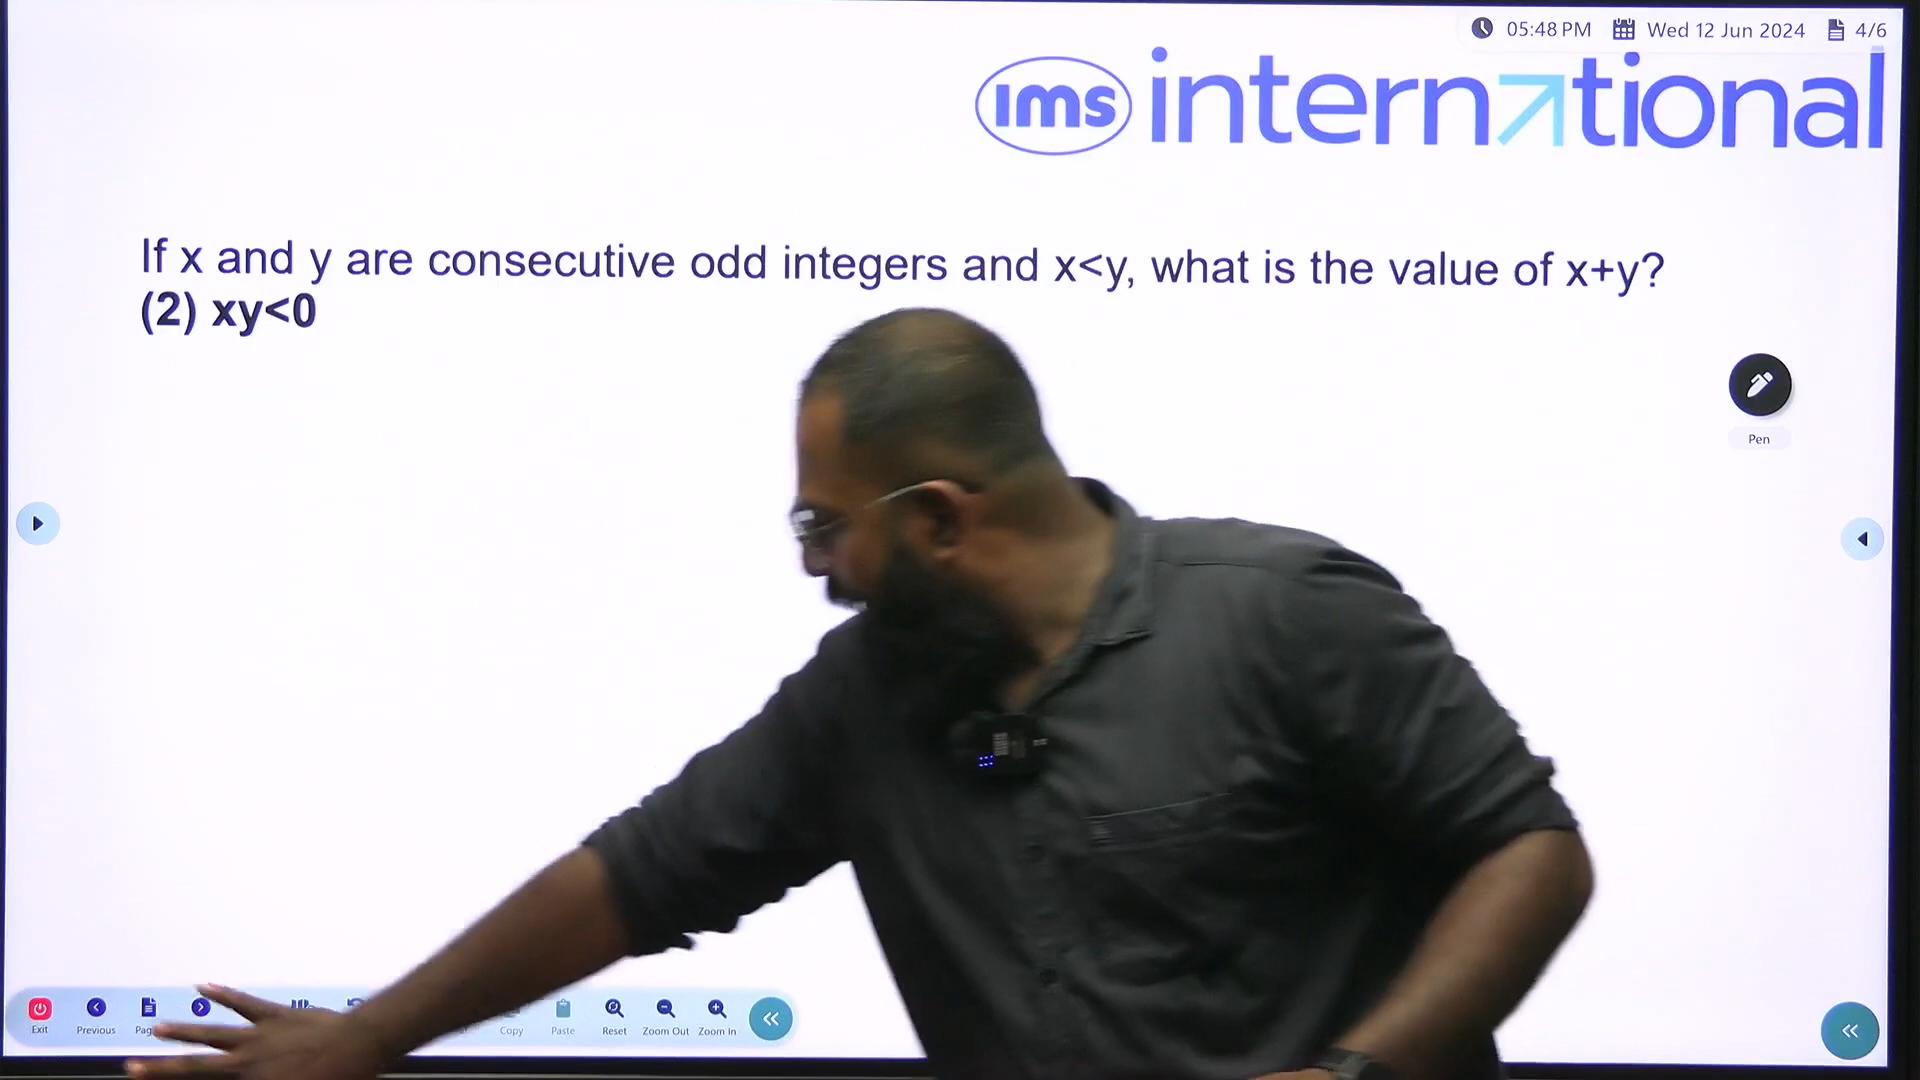 05:48 PM Wed 12 Jun 2024 4/6
ims international
If x and y are consecutive odd integers and x<y, what is the value of x+y?
(2) xy<0
Pen
Exit Previous Copy Paste Reset Zoom Out Zoom In